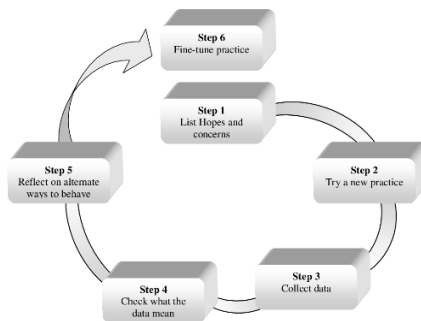 Step 6
Fine-tune practice
Step 1
List Hopes and
concerns
Step 2
Try a new practice
Step 3
Collect data
Step 4
Check what the
data mean
Step 5
Reflect on alternate
ways to behave